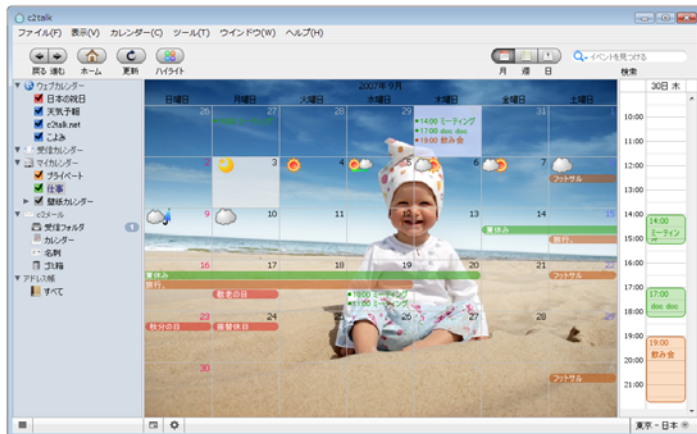 c2talk
ファイル(F) 表示(V) カレンダー(C) ツール(T) ウインドウ(W) ヘルプ(H)
戻る 進む ホーム 更新 ハイライト 月 週 日 イベントを見つける
検索
ウェブカレンダー
日本の祝日
天気予報
c2talk.net
こよみ
受信カレンダー
マイカレンダー
プライベート
仕事
壁紙カレンダー
c2メール
受信フォルダ 1
カレンダー
名刺
ゴミ箱
アドレス帳
すべて
2007年 9月
日曜日 月曜日 火曜日 水曜日 木曜日 金曜日 土曜日
26 27 28 29 30 31 1
14:00 ミーティング
17:00 doc doc
19:00 飲み会
2 3 4 5 6 7 8
フットサル
9 10 11 12 13 14 15
夏休み
旅行。
16 17 18 19 20 21 22
夏休み
フットサル
旅行。
敬老の日
10:00 ミーティング
11:00 ミーティング
23 24 25 26 27 28 29
秋分の日 振替休日
30
フットサル
30日 木
10:00
11:00
12:00
13:00
14:00
14:00
ミーティン
15:00
16:00
17:00
17:00
doc doc
18:00
19:00
19:00
飲み会
20:00
21:00
東京 - 日本